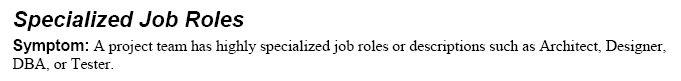 Specialized Job Roles
Symptom: A project team has highly specialized job roles or descriptions such as Architect, Designer,
DBA, or Tester.